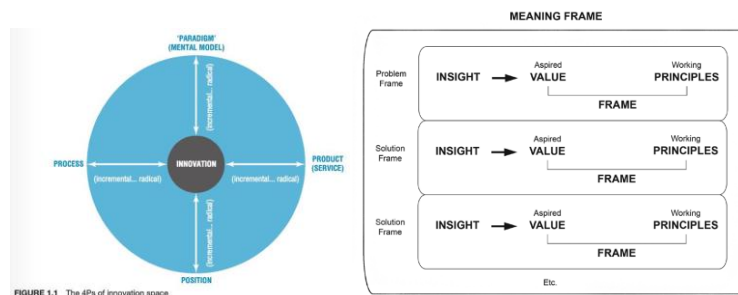 'PARADIGM'
(MENTAL MODEL)
(incremental... radical)
PROCESS
(incremental... radical)
INNOVATION
(incremental... radical)
PRODUCT
(SERVICE)
(incremental... radical)
POSITION
FIGURE 1.1 The 4Ps of innovation space
MEANING FRAME
Problem
Frame
INSIGHT
Aspired
VALUE
Working
PRINCIPLES
FRAME
Solution
Frame
INSIGHT
Aspired
VALUE
Working
PRINCIPLES
FRAME
Solution
Frame
INSIGHT
Aspired
VALUE
Working
PRINCIPLES
FRAME
Etc.